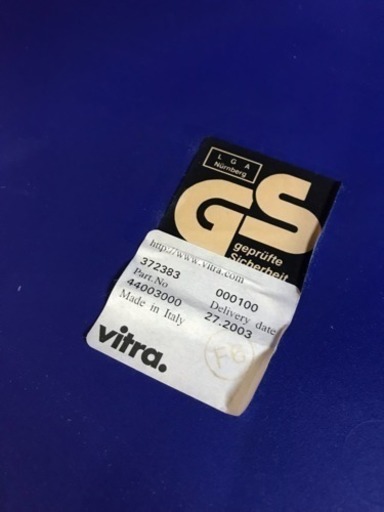 L G A
Nürnberg
GS
geprüfte
Sicherheit
http://www.vitra.com
372383 000100
Part.No Delivery date
44003000 27.2003
Made in Italy
vitra.